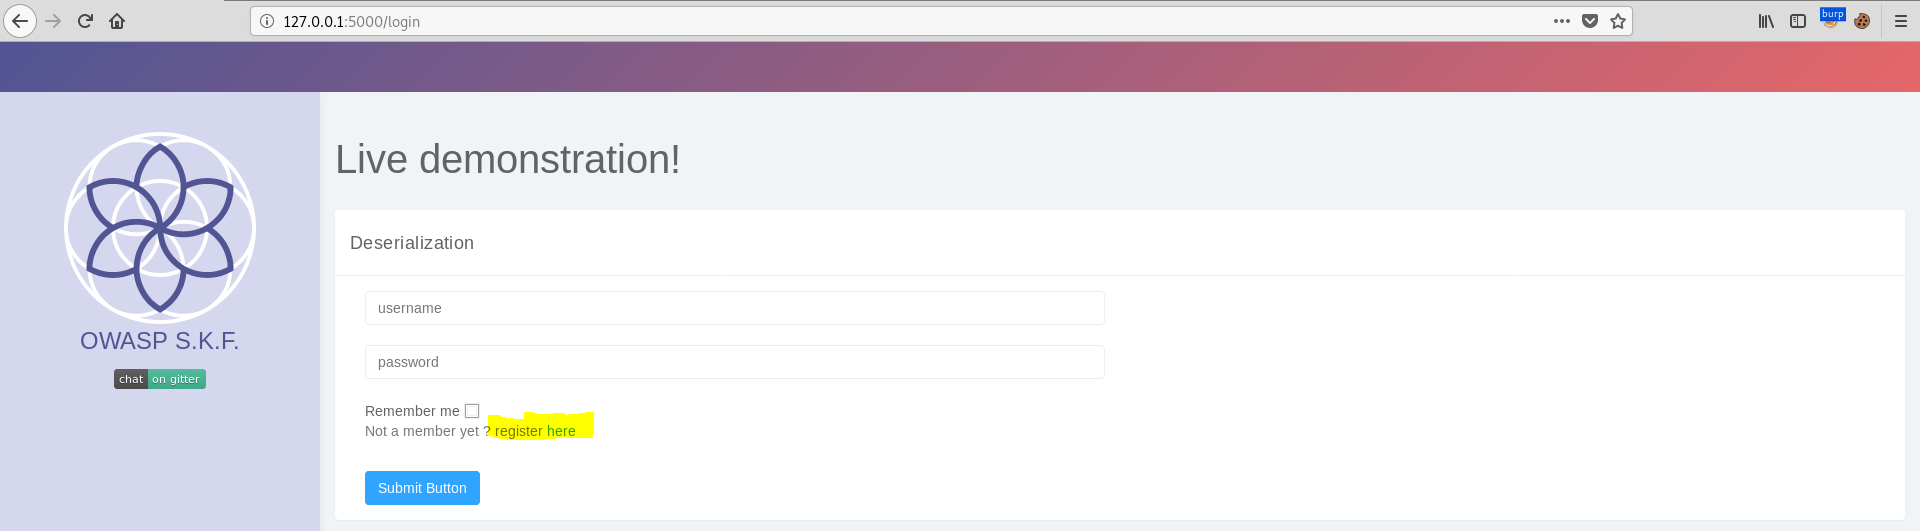 127.0.0.1:5000/login
burp
Live demonstration!
Deserialization
username
password
Remember me
Not a member yet ? register here
Submit Button
OWASP S.K.F.
chat on gitter